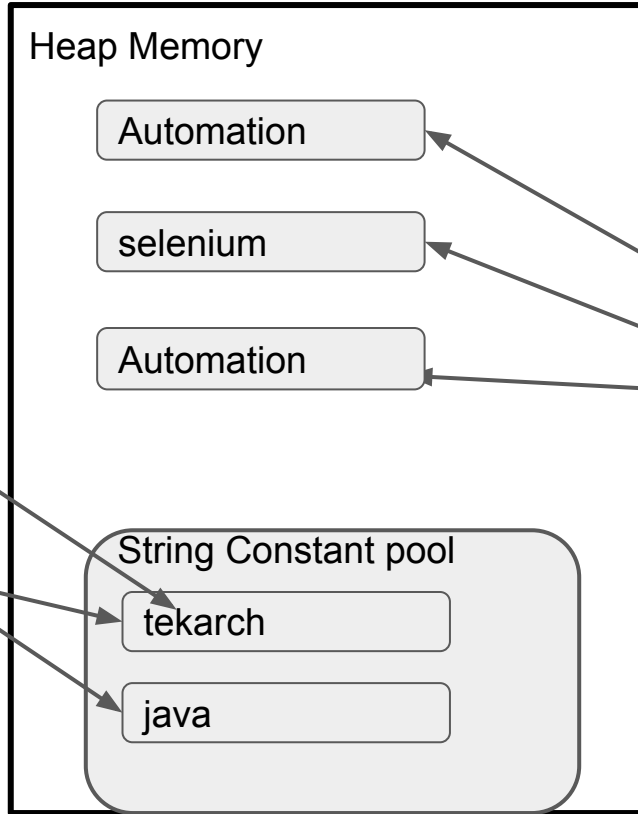 Heap Memory
Automation
selenium
Automation
String Constant pool
tekarch
java